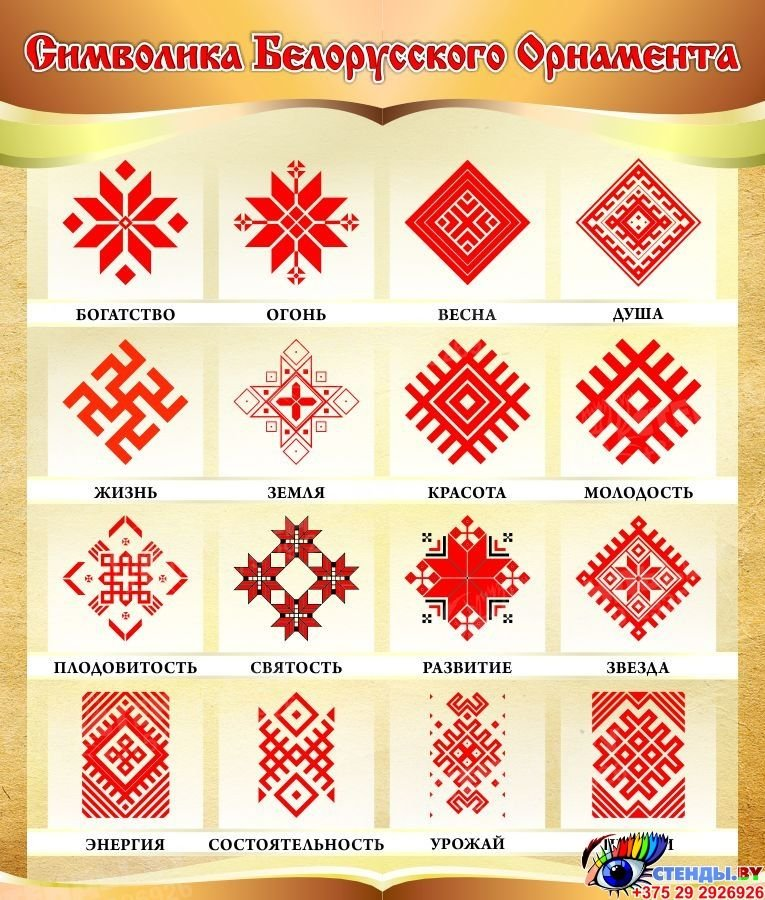 Символика Белорусского Орнамента
БОГАТСТВО ОГОНЬ ВЕСНА ДУША
ЖИЗНЬ ЗЕМЛЯ КРАСОТА МОЛОДОСТЬ
ПЛОДОВИТОСТЬ СВЯТОСТЬ РАЗВИТИЕ ЗВЕЗДА
ЭНЕРГИЯ СОСТОЯТЕЛЬНОСТЬ УРОЖАЙ
СТЕНДЫ.BY
+375 29 2926926